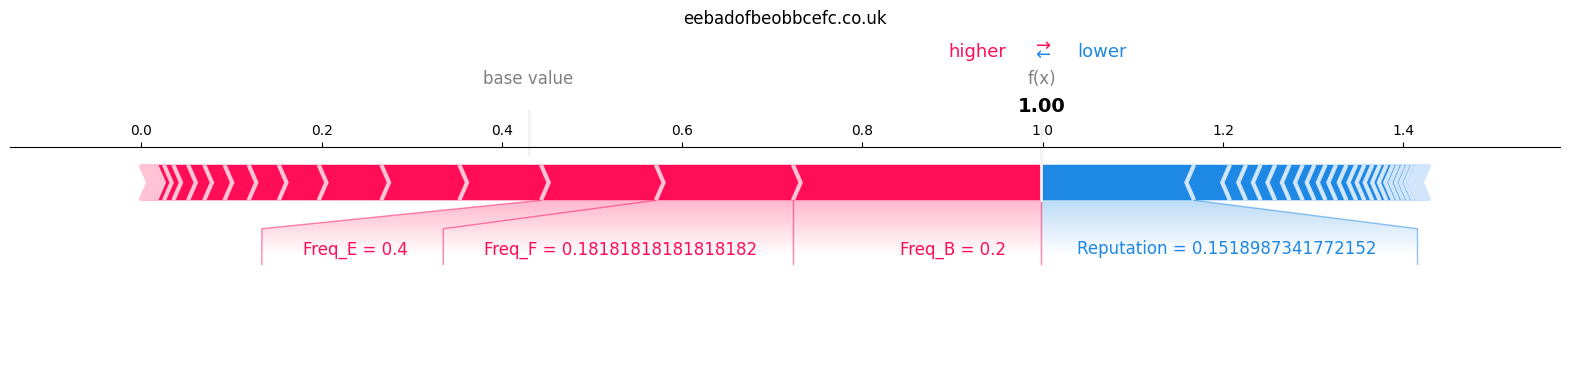 eebadofbeobbcefc.co.uk
higher → ← lower
base value f(x)
1.00
0.0 0.2 0.4 0.6 0.8 1.0 1.2 1.4
Freq_E = 0.4 Freq_F = 0.18181818181818182 Freq_B = 0.2 Reputation = 0.1518987341772152